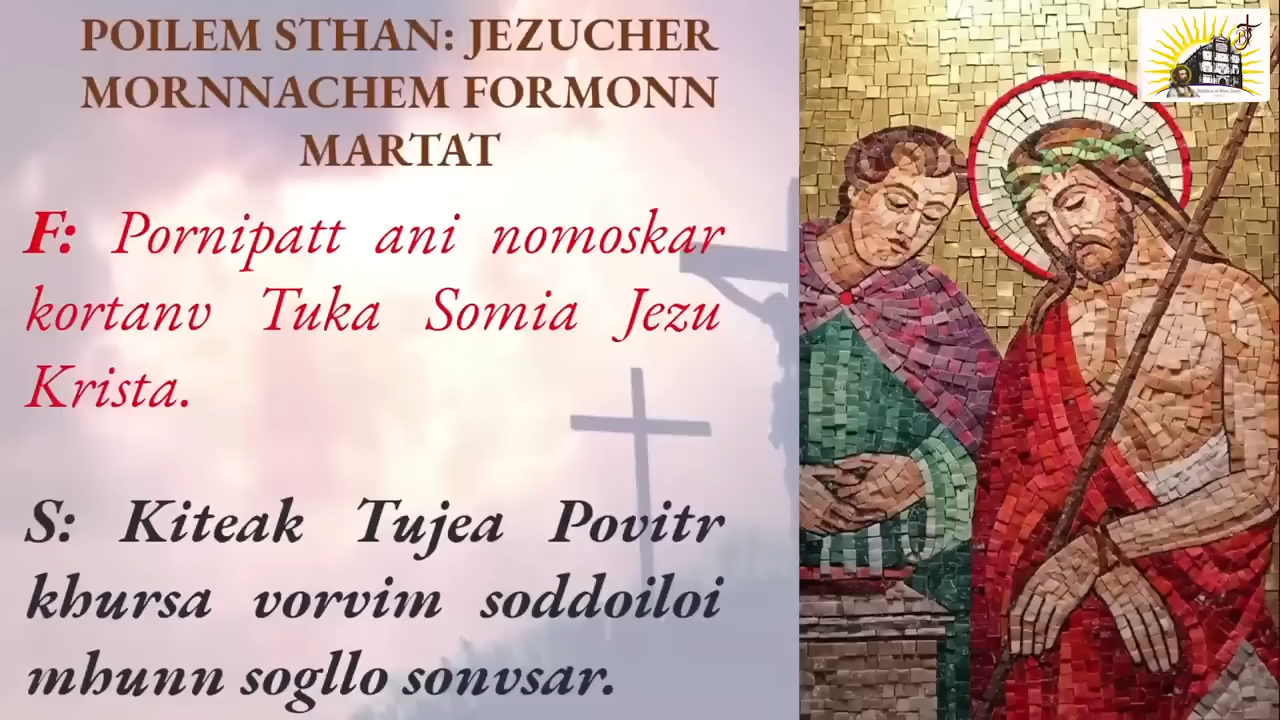 POILEM STHAN: JEZUCHER
MORNNACHEM FORMONN
MARTAT
F: Pornipatt ani nomoskar
kortanv Tuka Somia Jezu
Krista.
S: Kiteak Tujea Povitr
khursa vorvim soddoiloi
mhunn sogllo sonvsar.